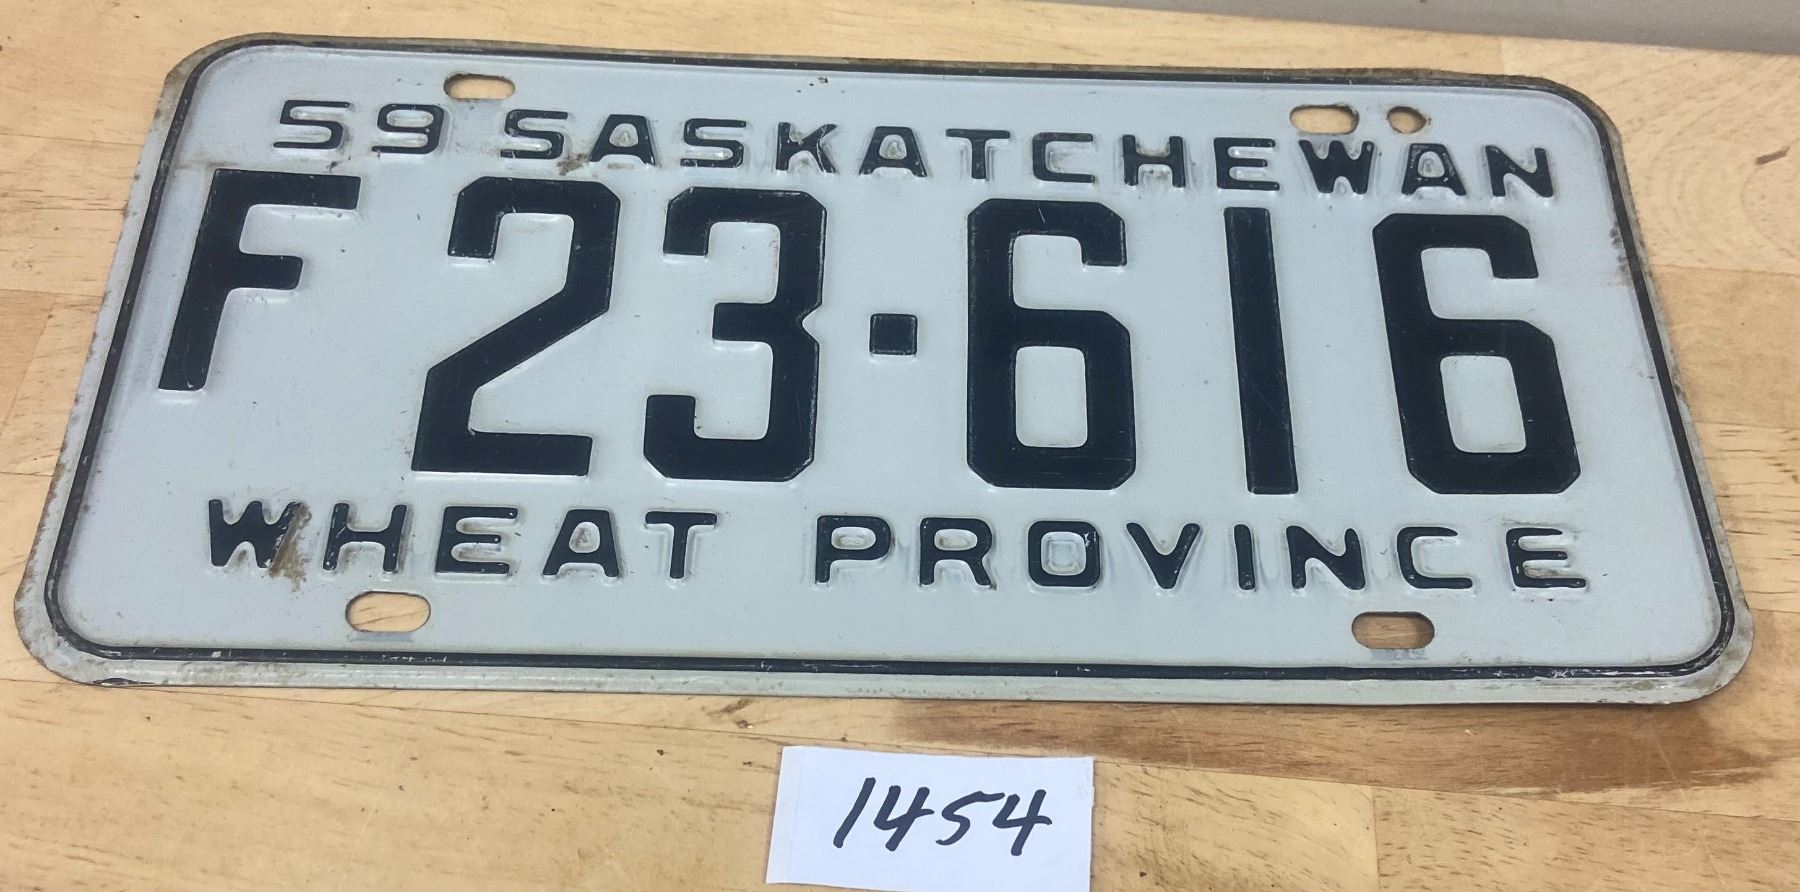 59 SASKATCHEWAN
F 23·616
WHEAT PROVINCE
1454